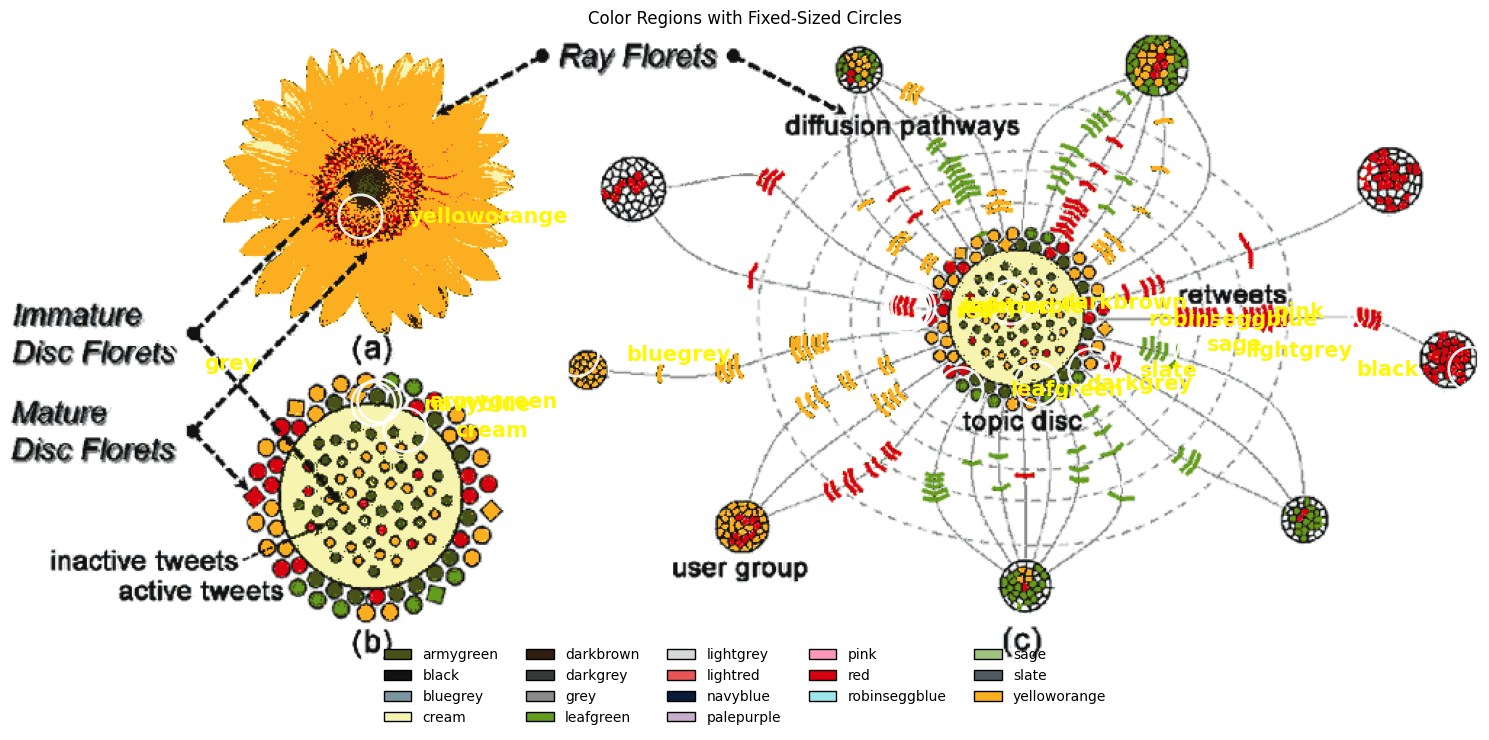 Color Regions with Fixed-Sized Circles
Ray Florets
diffusion pathways
yelloworange
Immature
Disc Florets
grey
(a)
Mature
Disc Florets
armygreen
cream
inactive tweets
active tweets
(b)
darkbrown
retweets
robinseggblue
pink
sage
lightgrey
bluegrey
slate
black
leafgreen
darkgrey
topic disc
user group
(c)
armygreen
darkbrown
lightgrey
pink
sage
black
darkgrey
lightred
red
slate
bluegrey
grey
navyblue
robinseggblue
yelloworange
cream
leafgreen
palepurple